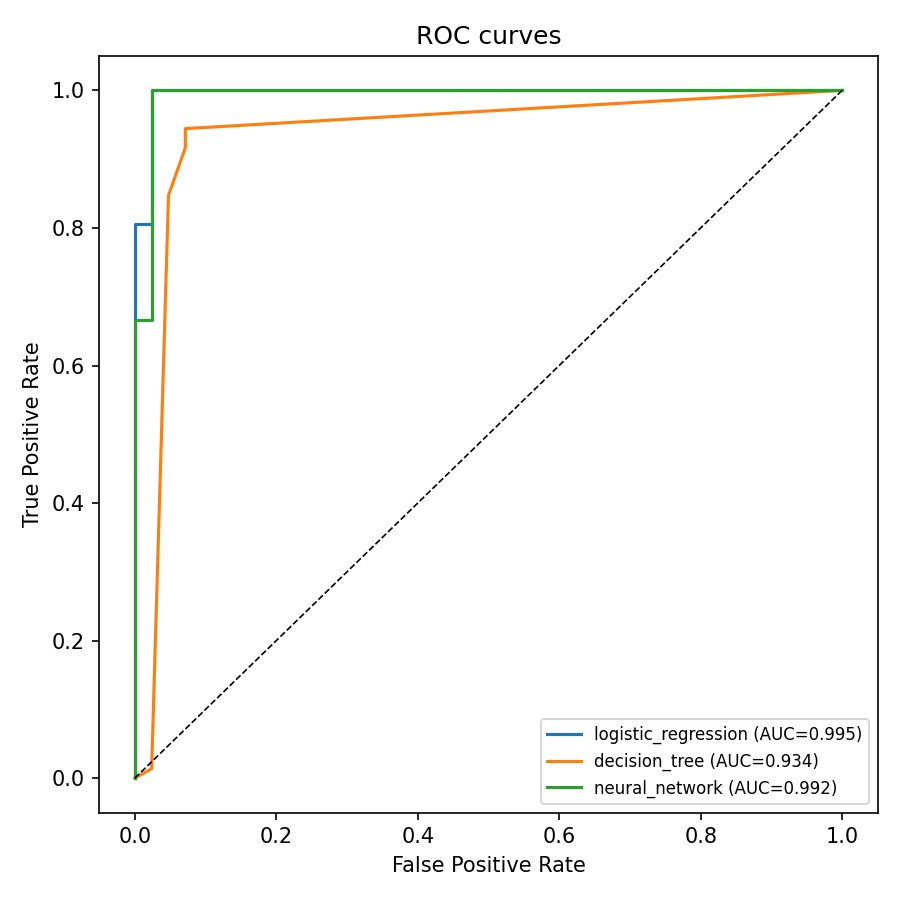 ROC curves
1.0
0.8
0.6
0.4
0.2
0.0
True Positive Rate
logistic_regression (AUC=0.995)
decision_tree (AUC=0.934)
neural_network (AUC=0.992)
0.0 0.2 0.4 0.6 0.8 1.0
False Positive Rate